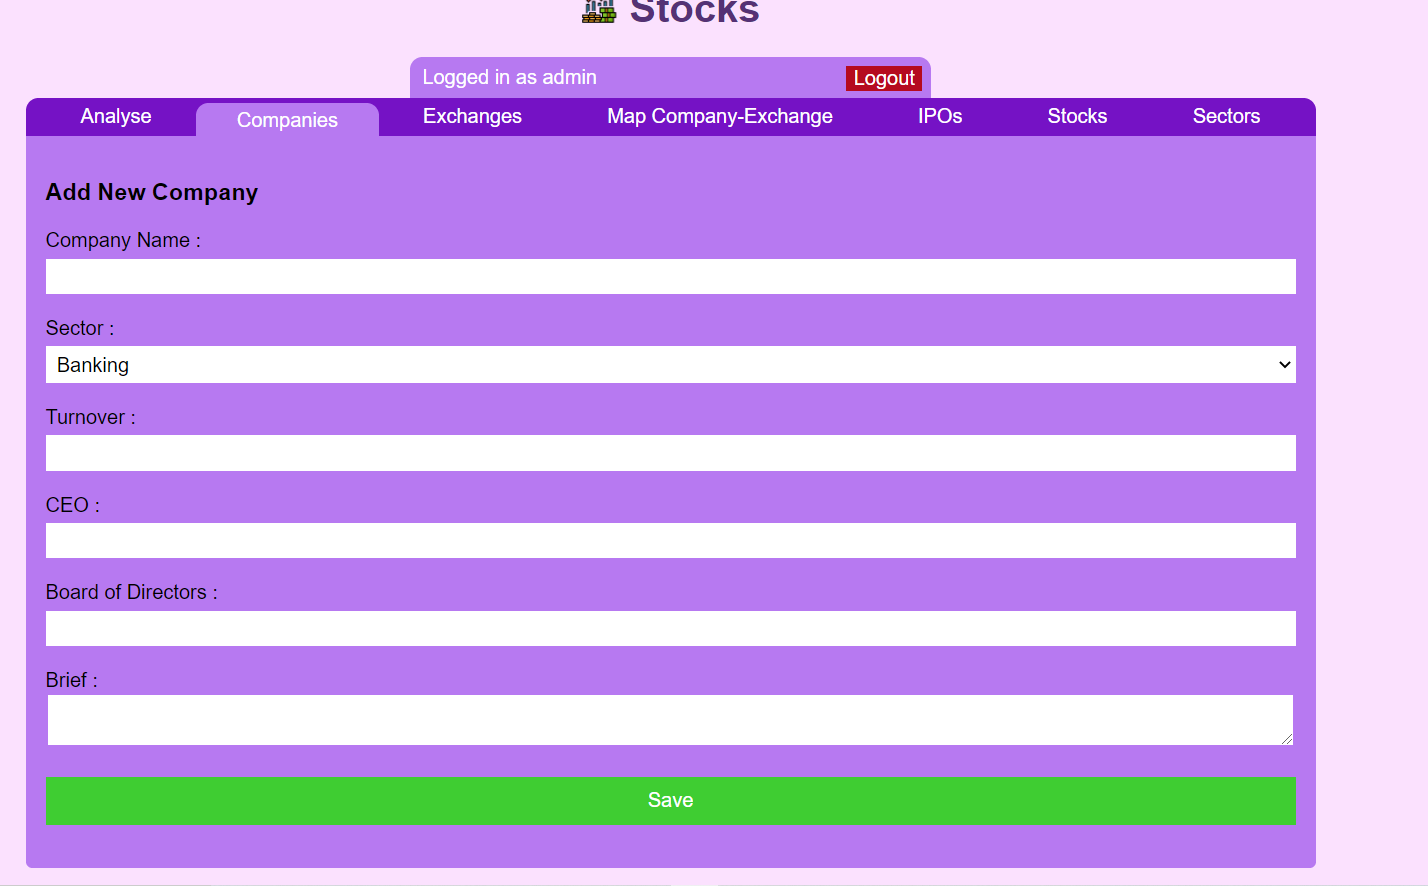 Stocks
Logged in as admin Logout
Analyse Companies Exchanges Map Company-Exchange IPOs Stocks Sectors
Add New Company
Company Name :
Sector :
Banking
Turnover :
CEO :
Board of Directors :
Brief :
Save